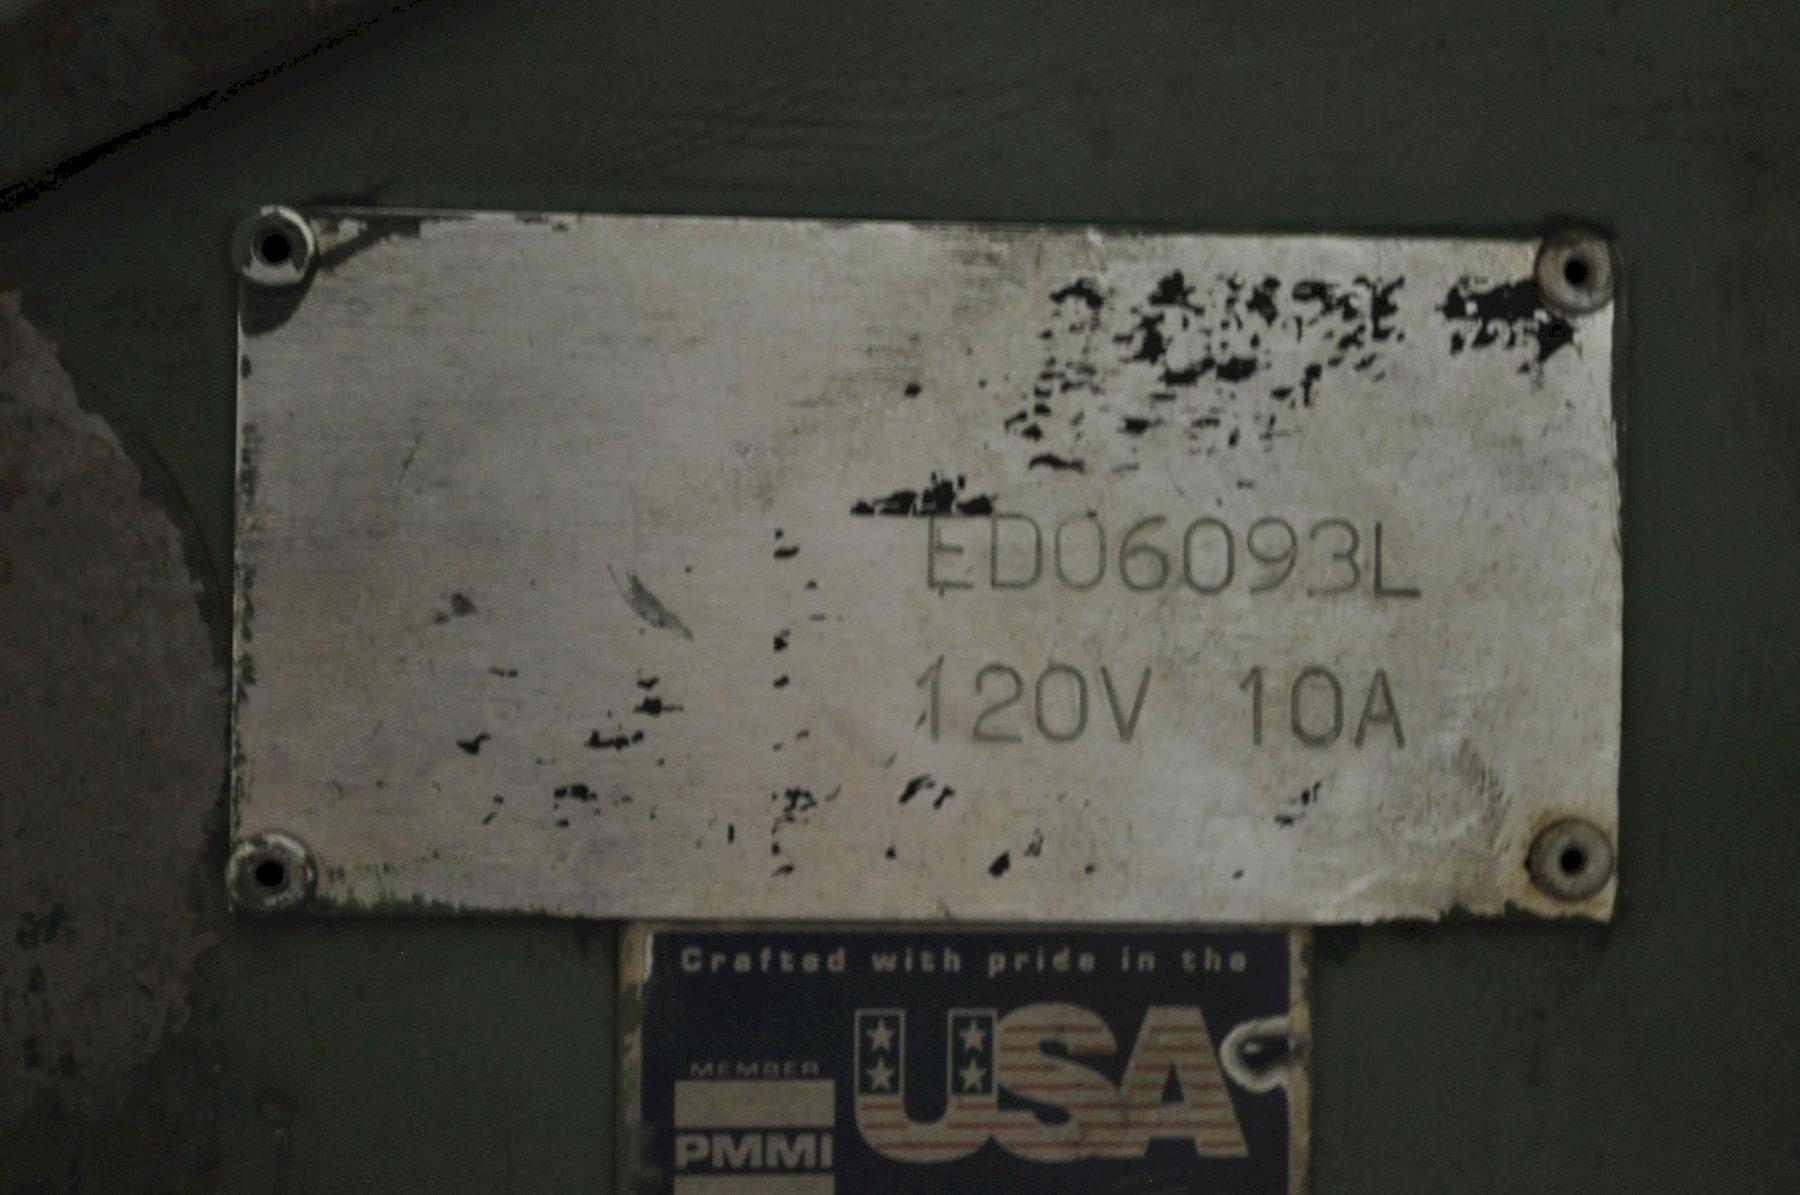 ED06093L
120V 10A
Crafted with pride in the
USA
MEMBER
PMMI